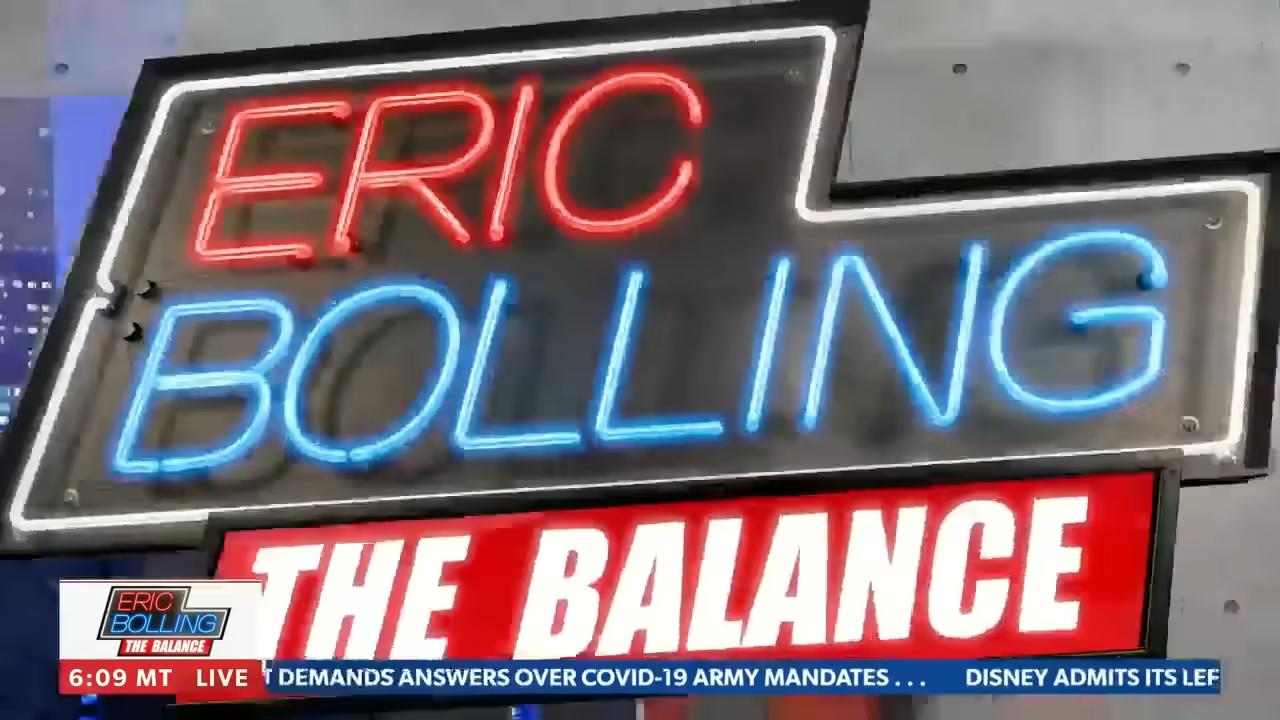 ERIC
BOLLING
THE BALANCE
ERIC
BOLLING
THE BALANCE
6:09 MT LIVE T DEMANDS ANSWERS OVER COVID-19 ARMY MANDATES . . . DISNEY ADMITS ITS LEF